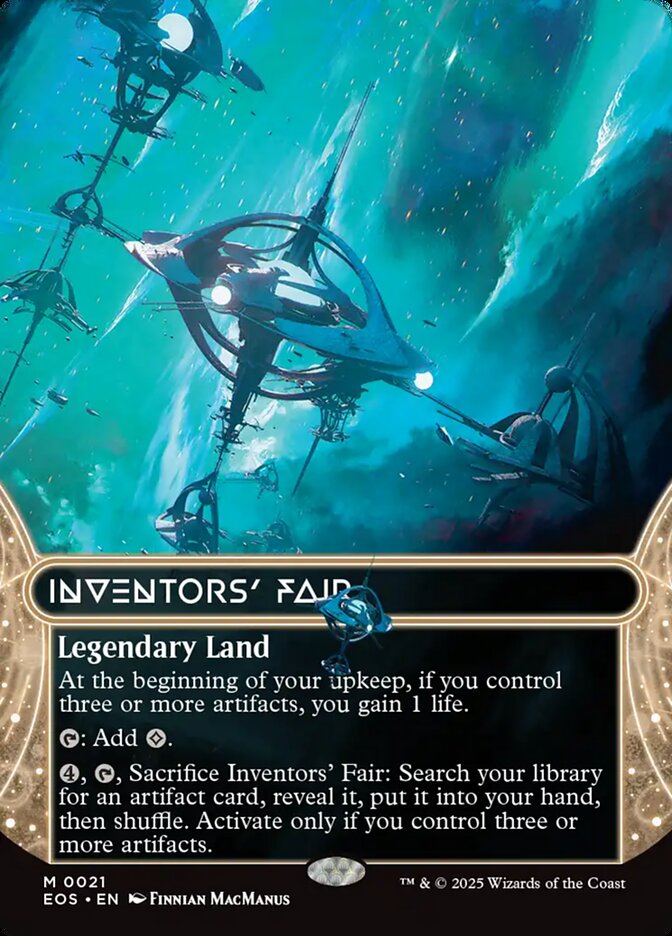 INVENTORS' FAIR
Legendary Land
At the beginning of your upkeep, if you control
three or more artifacts, you gain 1 life.
: Add .
4, , Sacrifice Inventors' Fair: Search your library
for an artifact card, reveal it, put it into your hand,
then shuffle. Activate only if you control three or
more artifacts.
M 0021
EOS • EN Finnian MacManus
™ & © 2025 Wizards of the Coast